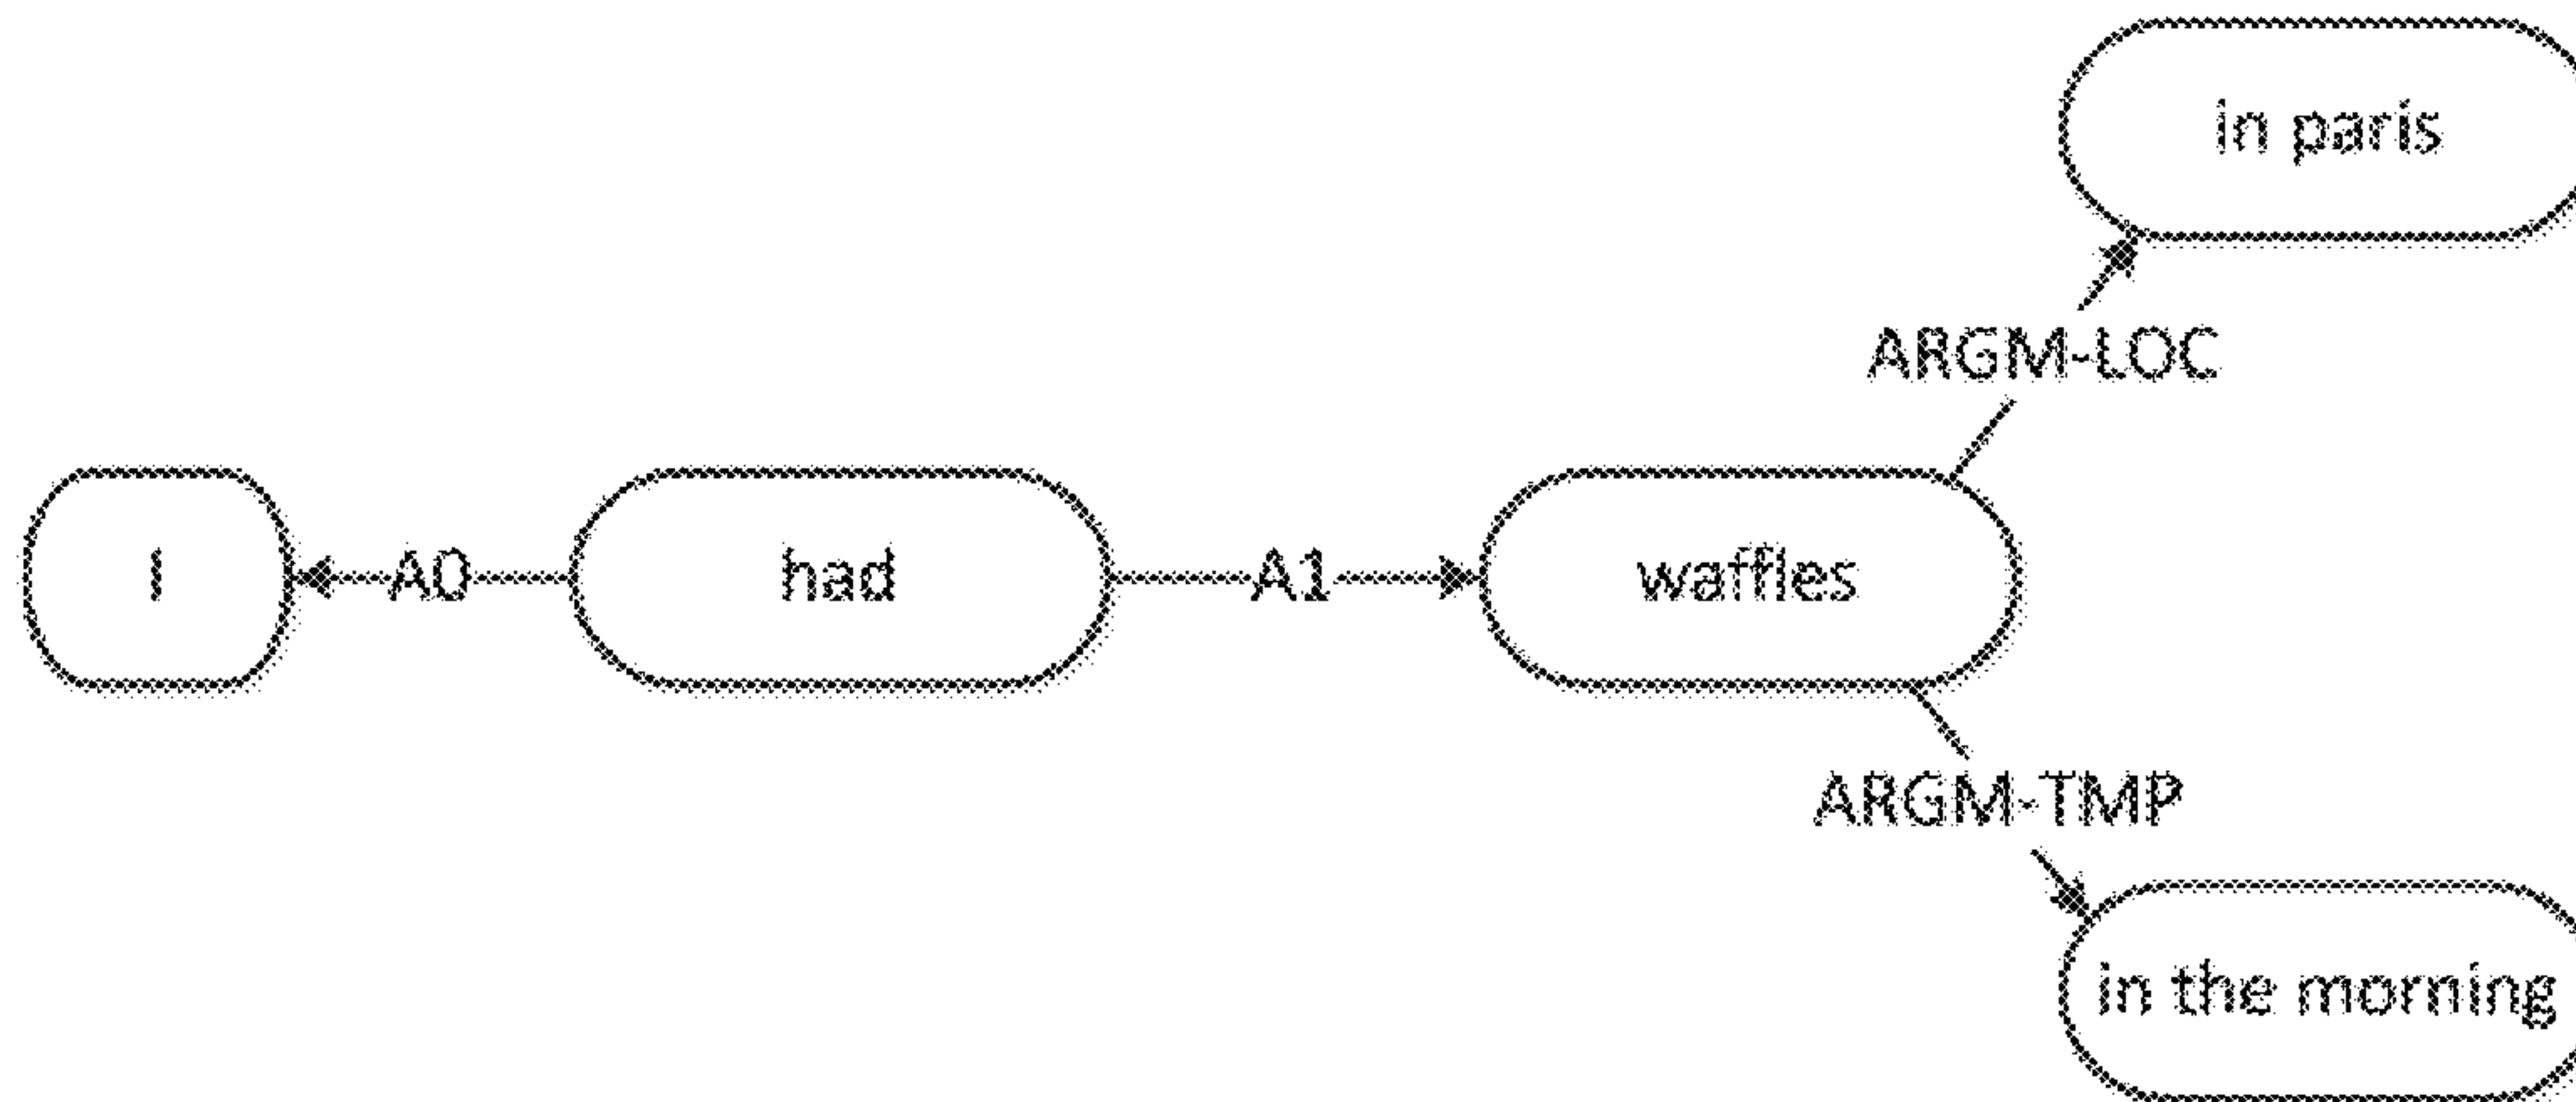 in paris
ARGM-LOC
I A0 had A1 waffles
ARGM-TMP
in the morning